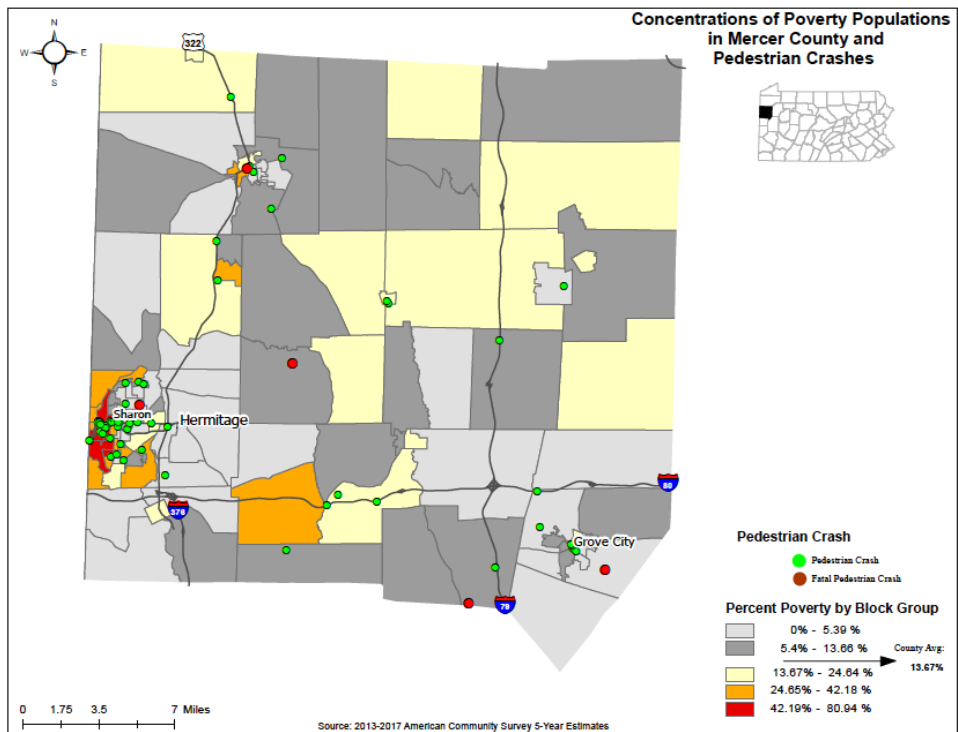 Concentrations of Poverty Populations
in Mercer County and
Pedestrian Crashes
N
W
E
S
322
Sharon
Hermitage
80
376
Grove City
79
Pedestrian Crash
Pedestrian Crash
Fatal Pedestrian Crash
Percent Poverty by Block Group
0% - 5.39 %
5.4% - 13.66 %
County Avg:
13.67%
13.67% - 24.64 %
24.65% - 42.18 %
42.19% - 80.94 %
0 1.75 3.5 7 Miles
Source: 2013-2017 American Community Survey 5-Year Estimates